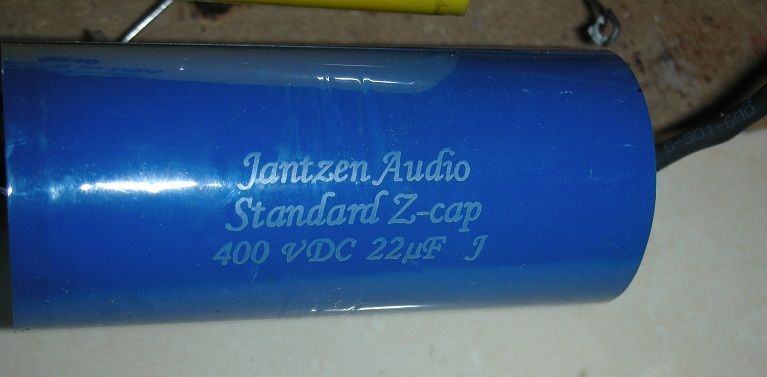 Jantzen Audio
Standard Z-cap
400 VDC 22µF J